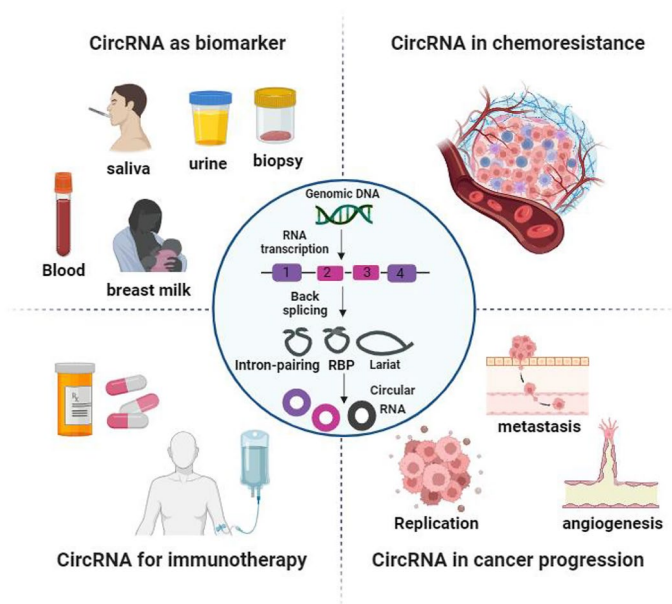 CircRNA as biomarker
CircRNA in chemoresistance
saliva
urine
biopsy
Blood
breast milk
Genomic DNA
RNA
transcription
1 2 3 4
Back
splicing
Intron-pairing RBP Lariat
Circular
RNA
Rx
metastasis
Replication
angiogenesis
CircRNA for immunotherapy
CircRNA in cancer progression